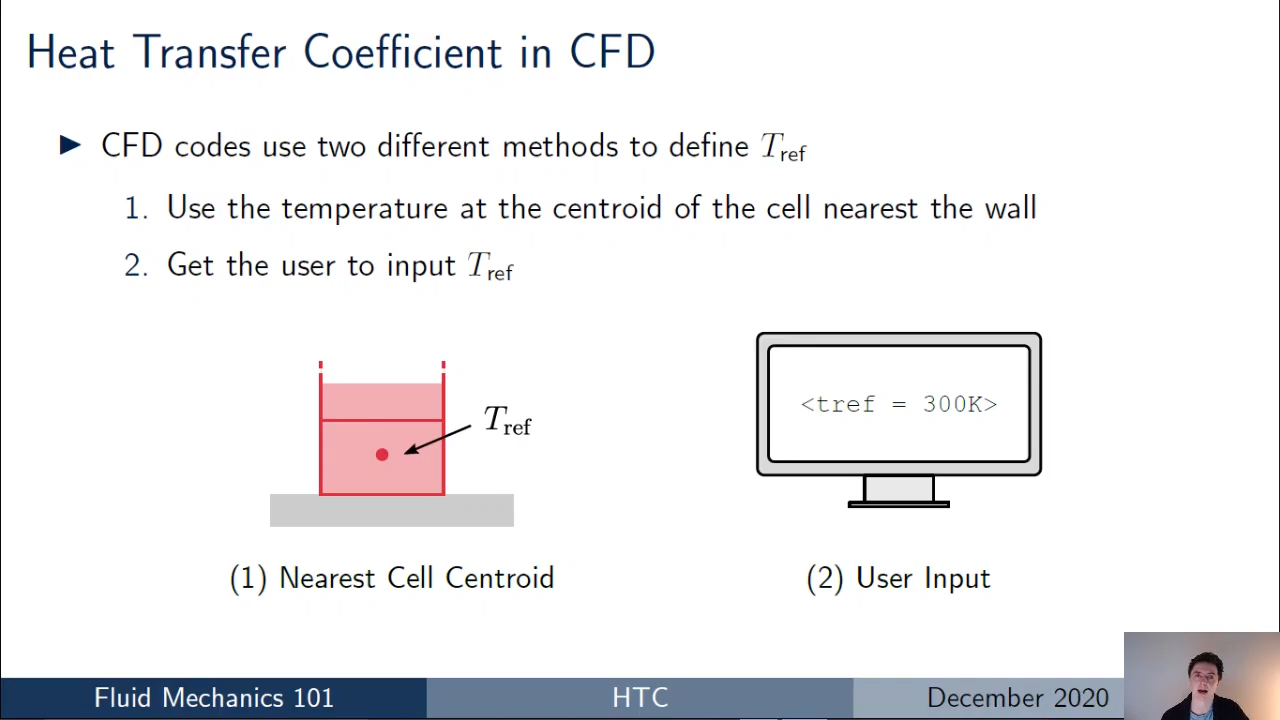 Heat Transfer Coefficient in CFD
▶ CFD codes use two different methods to define T_ref
1. Use the temperature at the centroid of the cell nearest the wall
2. Get the user to input T_ref
T_ref
<tref = 300K>
(1) Nearest Cell Centroid
(2) User Input
Fluid Mechanics 101
HTC
December 2020